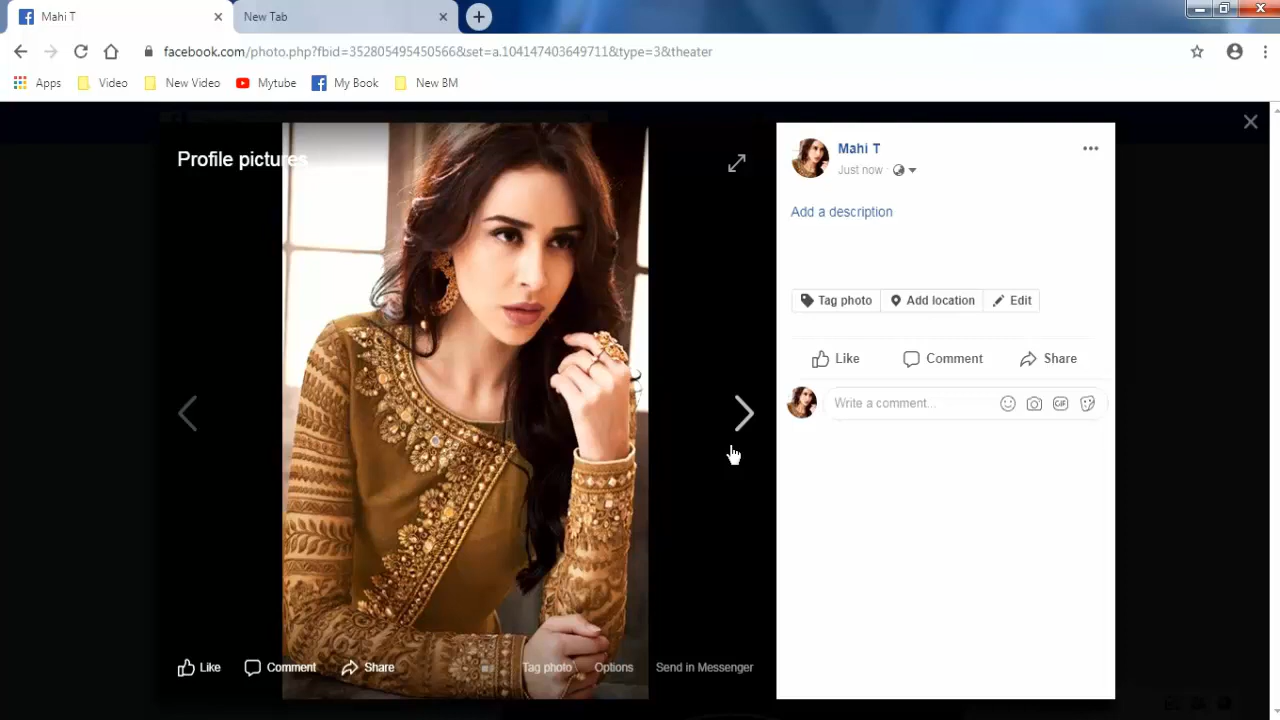 Mahi T
New Tab
facebook.com/photo.php?fbid=3528054954505566&set=a.104147403649711&type=3&theater
Apps Video New Video Mytube My Book New BM
Profile pictures
Mahi T
Just now
Add a description
Tag photo Add location Edit
Like Comment Share
Write a comment...
GIF
Like Comment Share Tag photo Options Send in Messenger